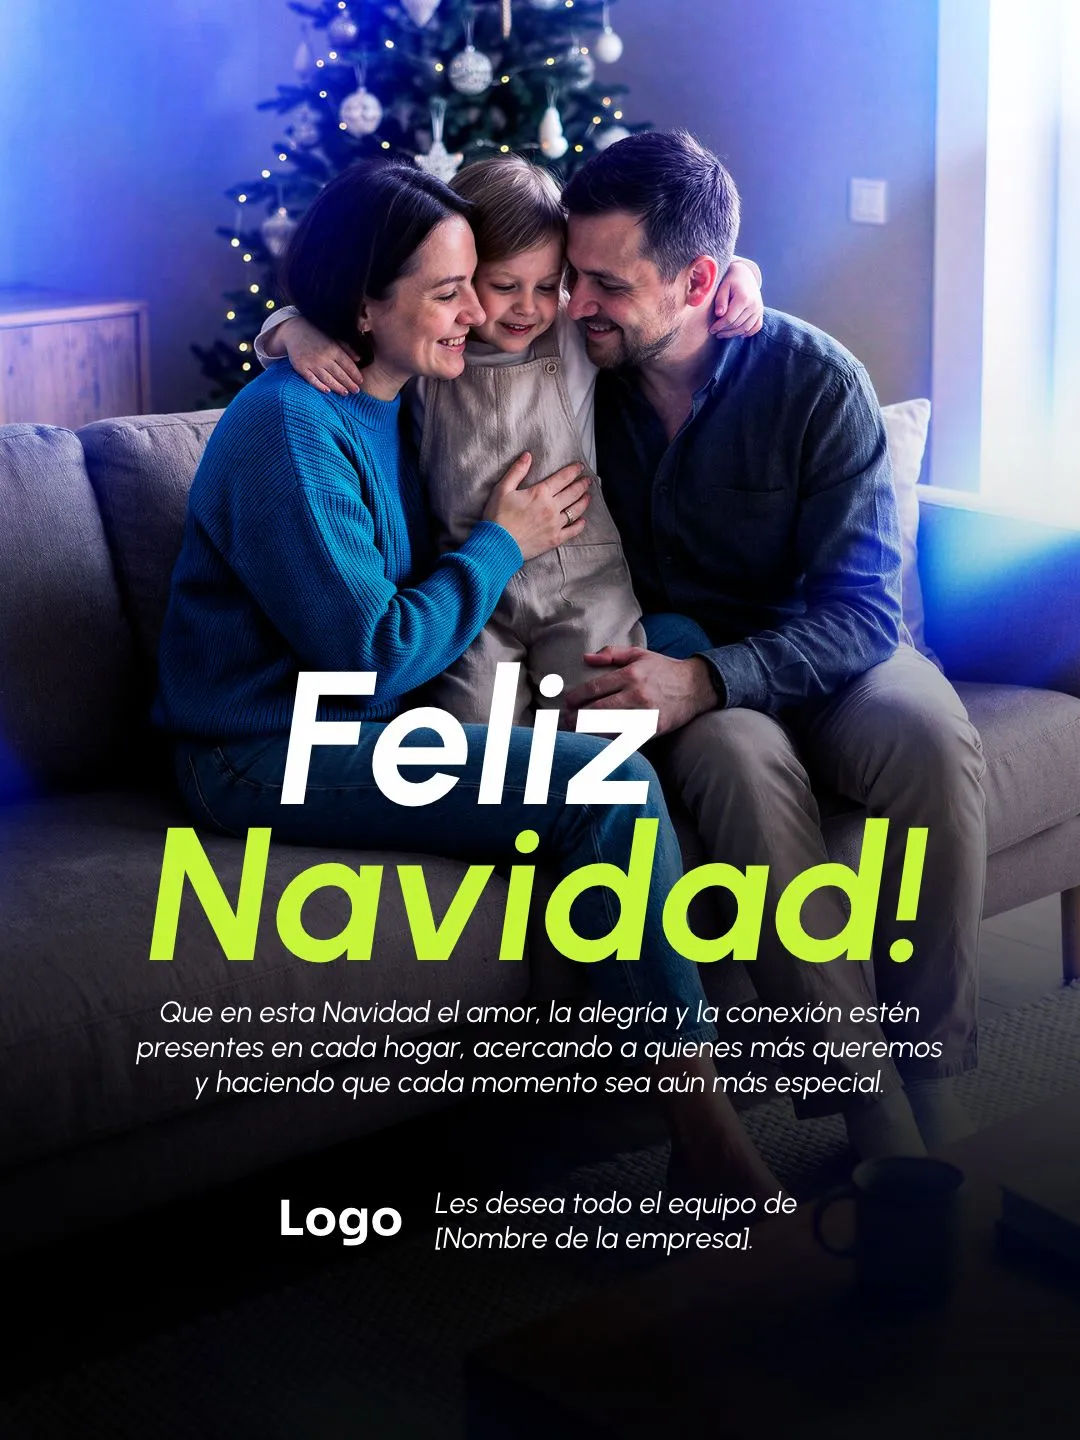 Feliz
Navidad!
Que en esta Navidad el amor, la alegría y la conexión estén
presentes en cada hogar, acercando a quienes más queremos
y haciendo que cada momento sea aún más especial.
Logo
Les desea todo el equipo de
[Nombre de la empresa].